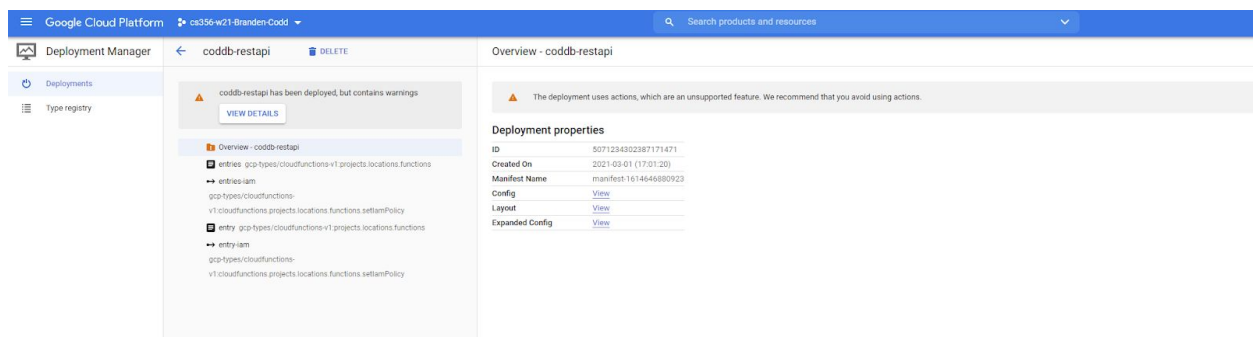 Google Cloud Platform
cs356-w21-Branden-Codd
Search products and resources
Deployment Manager
Deployments
Type registry
coddb-restapi
DELETE
coddb-restapi has been deployed, but contains warnings
VIEW DETAILS
Overview - coddb-restapi
entries gcp-types/cloudfunctions-v1:projects.locations.functions
entries-iam
gcp-types/cloudfunctions-
v1:cloudfunctions.projects.locations.functions.setIamPolicy
entry gcp-types/cloudfunctions-v1:projects.locations.functions
entry-iam
gcp-types/cloudfunctions-
v1:cloudfunctions.projects.locations.functions.setIamPolicy
Overview - coddb-restapi
The deployment uses actions, which are an unsupported feature. We recommend that you avoid using actions.
Deployment properties
ID 5071234302387171471
Created On 2021-03-01 (17:01:20)
Manifest Name manifest-1614646880923
Config View
Layout View
Expanded Config View